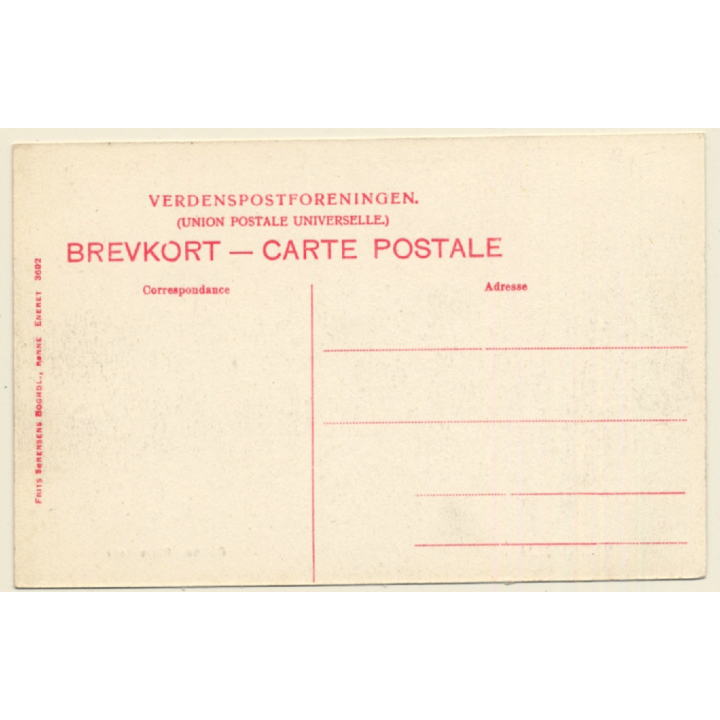 VERDENSPOSTFORENINGEN.
(UNION POSTALE UNIVERSELLE.)
BREVKORT — CARTE POSTALE
Correspondance
Adresse
FRITS SØRENSENS BOGHDL., RØNNE ENERET 3692